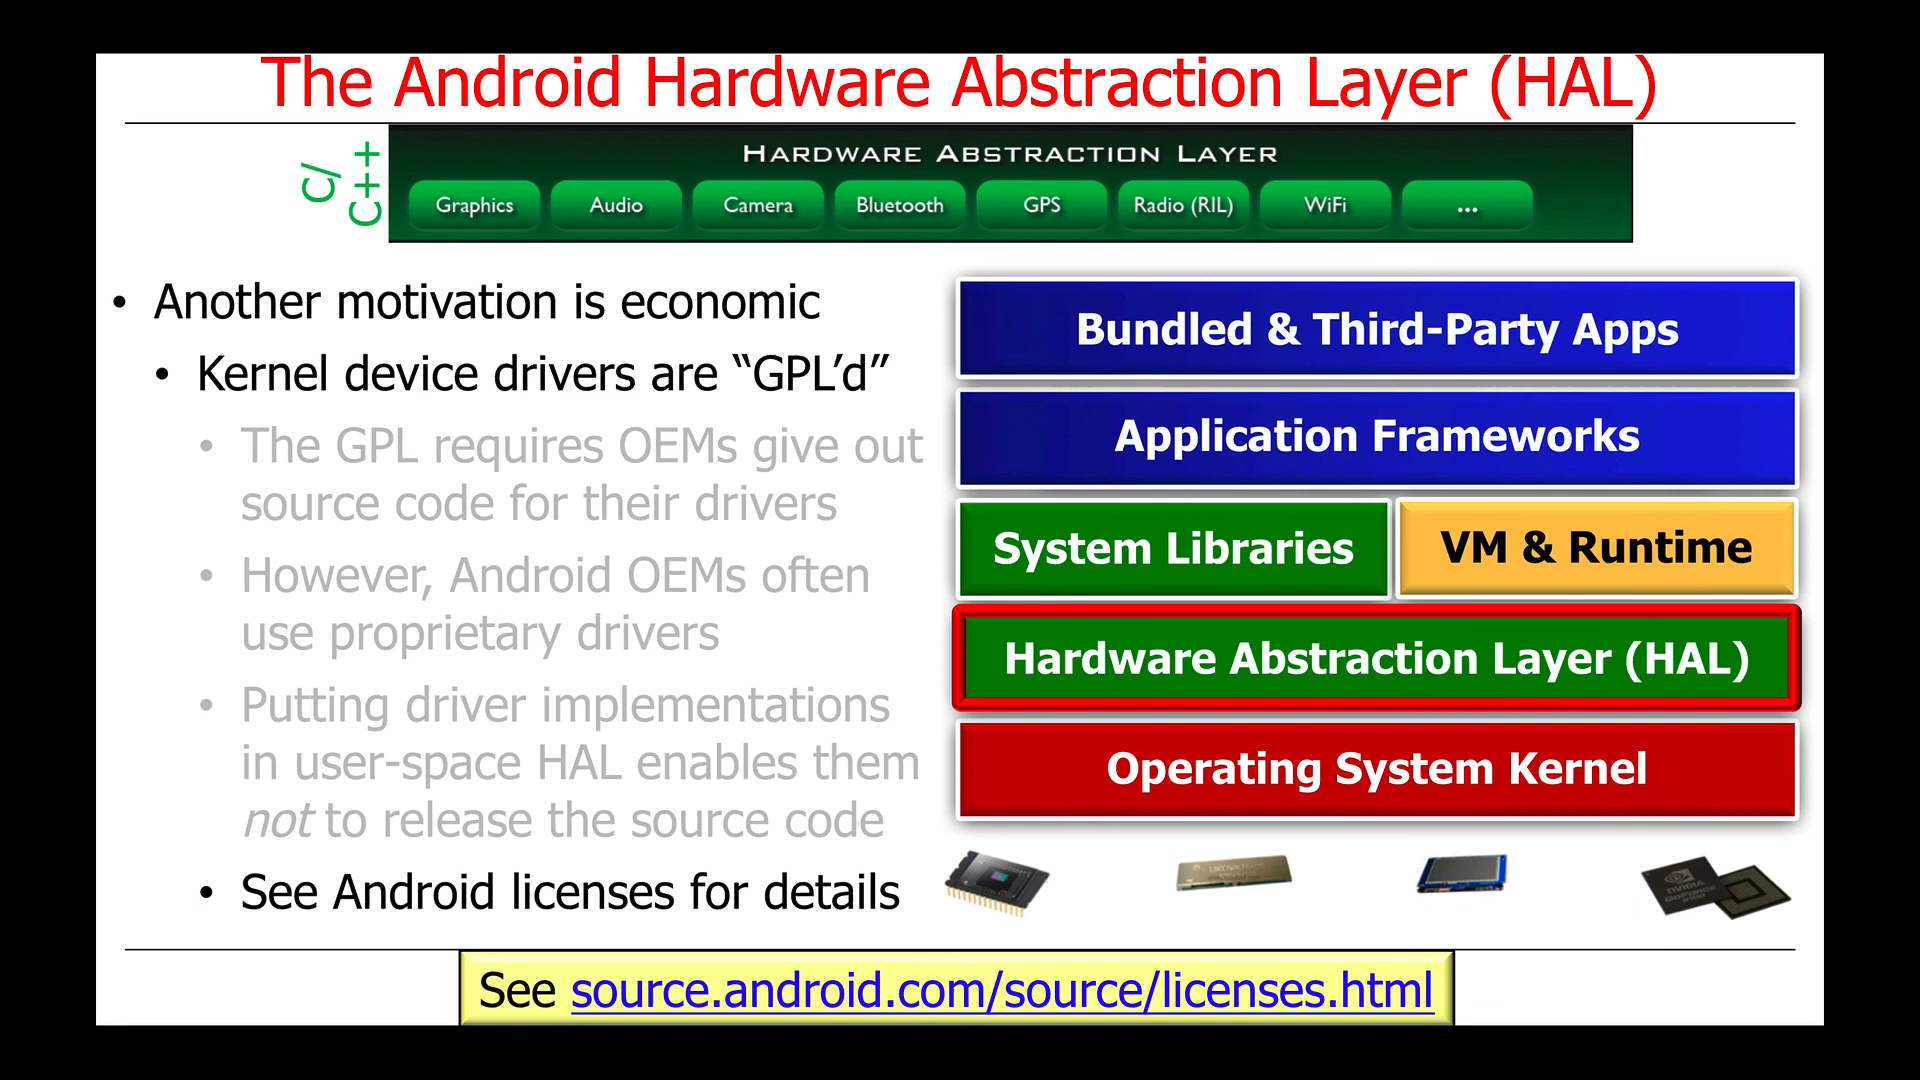 The Android Hardware Abstraction Layer (HAL)
C/
C++
HARDWARE ABSTRACTION LAYER
Graphics
Audio
Camera
Bluetooth
GPS
Radio (RIL)
WiFi
...
• Another motivation is economic
• Kernel device drivers are “GPL’d”
• The GPL requires OEMs give out
source code for their drivers
• However, Android OEMs often
use proprietary drivers
• Putting driver implementations
in user-space HAL enables them
not to release the source code
• See Android licenses for details
Bundled & Third-Party Apps
Application Frameworks
System Libraries
VM & Runtime
Hardware Abstraction Layer (HAL)
Operating System Kernel
NVIDIA
See source.android.com/source/licenses.html